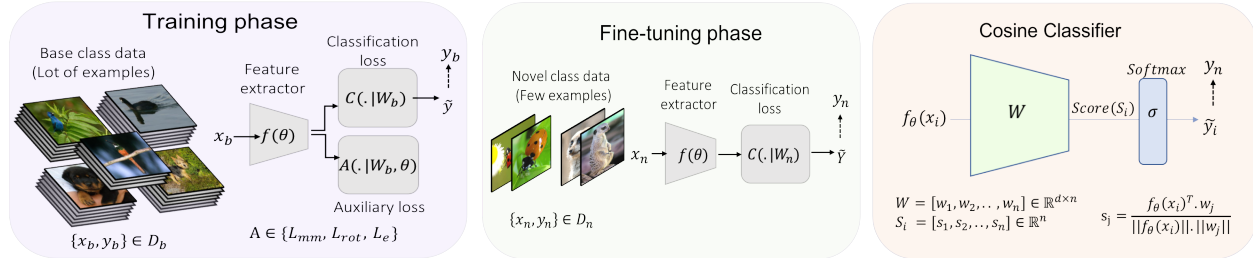 Training phase
Base class data
(Lot of examples)
Feature
extractor
Classification
loss
y_b
x_b
f(θ)
C(. |W_b)
ỹ
A(. |W_b, θ)
Auxiliary loss
{x_b, y_b} ∈ D_b
A ∈ {L_mm, L_rot, L_e}
Fine-tuning phase
Novel class data
(Few examples)
Feature
extractor
Classification
loss
y_n
x_n
f(θ)
C(. |W_n)
Ỹ
{x_n, y_n} ∈ D_n
Cosine Classifier
Softmax
y_n
f_θ(x_i)
W
Score(S_i)
σ
ỹ_i
W = [w_1, w_2, . . , w_n] ∈ ℝ^{d×n}
S_i = [s_1, s_2, . . , s_n] ∈ ℝ^n
s_j = f_θ(x_i)^T . w_j / ||f_θ(x_i)|| . ||w_j||